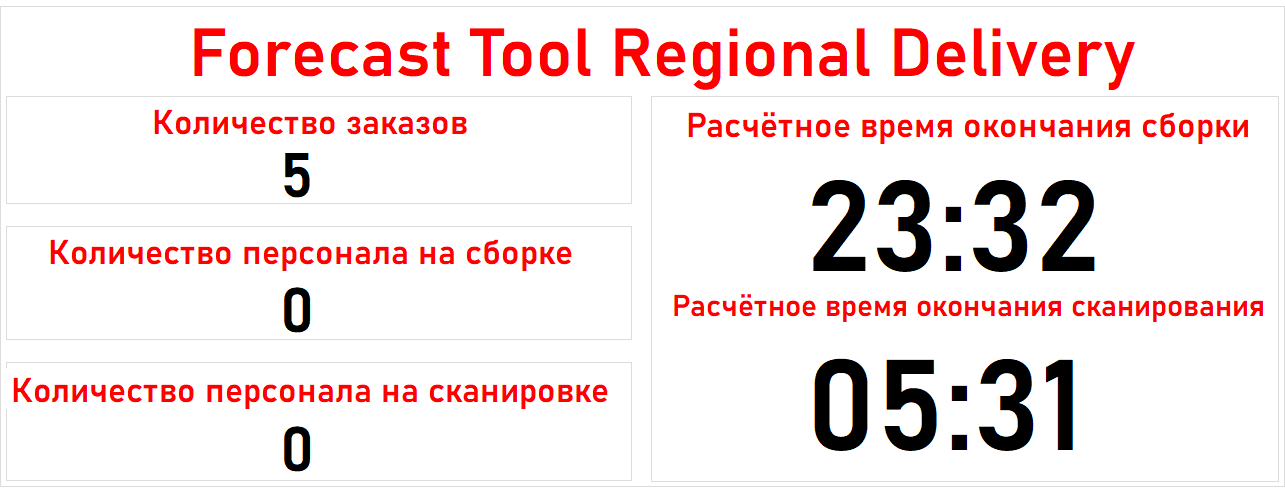 Forecast Tool Regional Delivery
Количество заказов
5
Количество персонала на сборке
0
Количество персонала на сканировке
0
Расчётное время окончания сборки
23:32
Расчётное время окончания сканирования
05:31